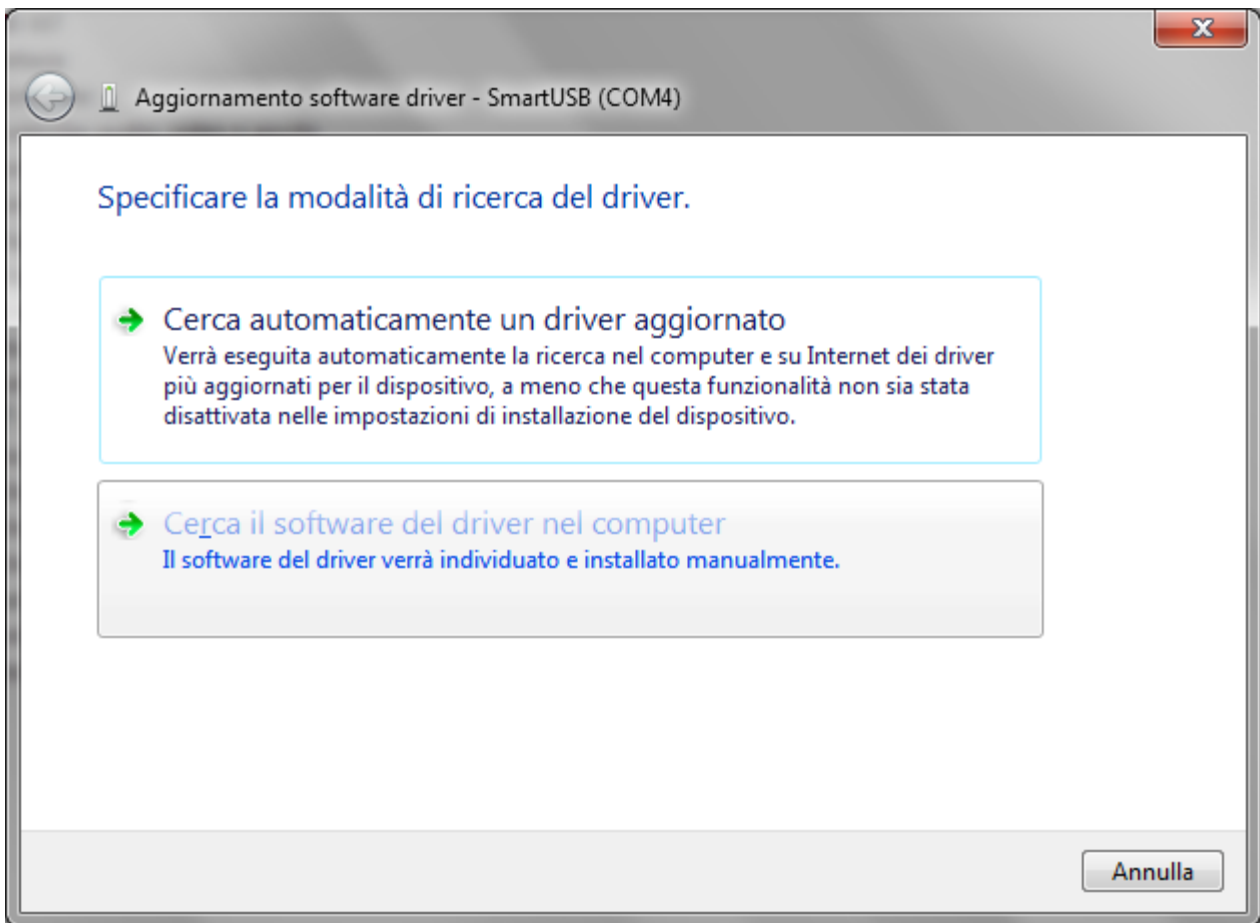 Aggiornamento software driver - SmartUSB (COM4)
Specificare la modalità di ricerca del driver.
Cerca automaticamente un driver aggiornato
Verrà eseguita automaticamente la ricerca nel computer e su Internet dei driver
più aggiornati per il dispositivo, a meno che questa funzionalità non sia stata
disattivata nelle impostazioni di installazione del dispositivo.
Cerca il software del driver nel computer
Il software del driver verrà individuato e installato manualmente.
Annulla